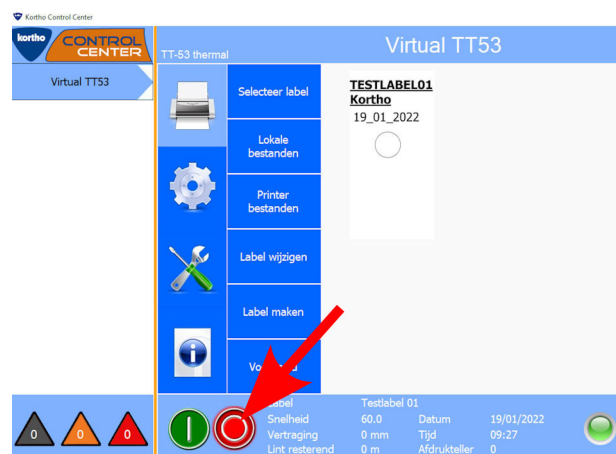 Kortho Control Center
kortho
CONTROL
CENTER
TT-53 thermal
Virtual TT53
Virtual TT53
Selecteer label
Lokale
bestanden
Printer
bestanden
Label wijzigen
Label maken
TESTLABEL01
Kortho
19_01_2022
0 0 0
Label Testlabel 01
Snelheid 60.0 Datum 19/01/2022
Vertraging 0 mm Tijd 09:27
Lint resterend 0 m Afdrukteller 0